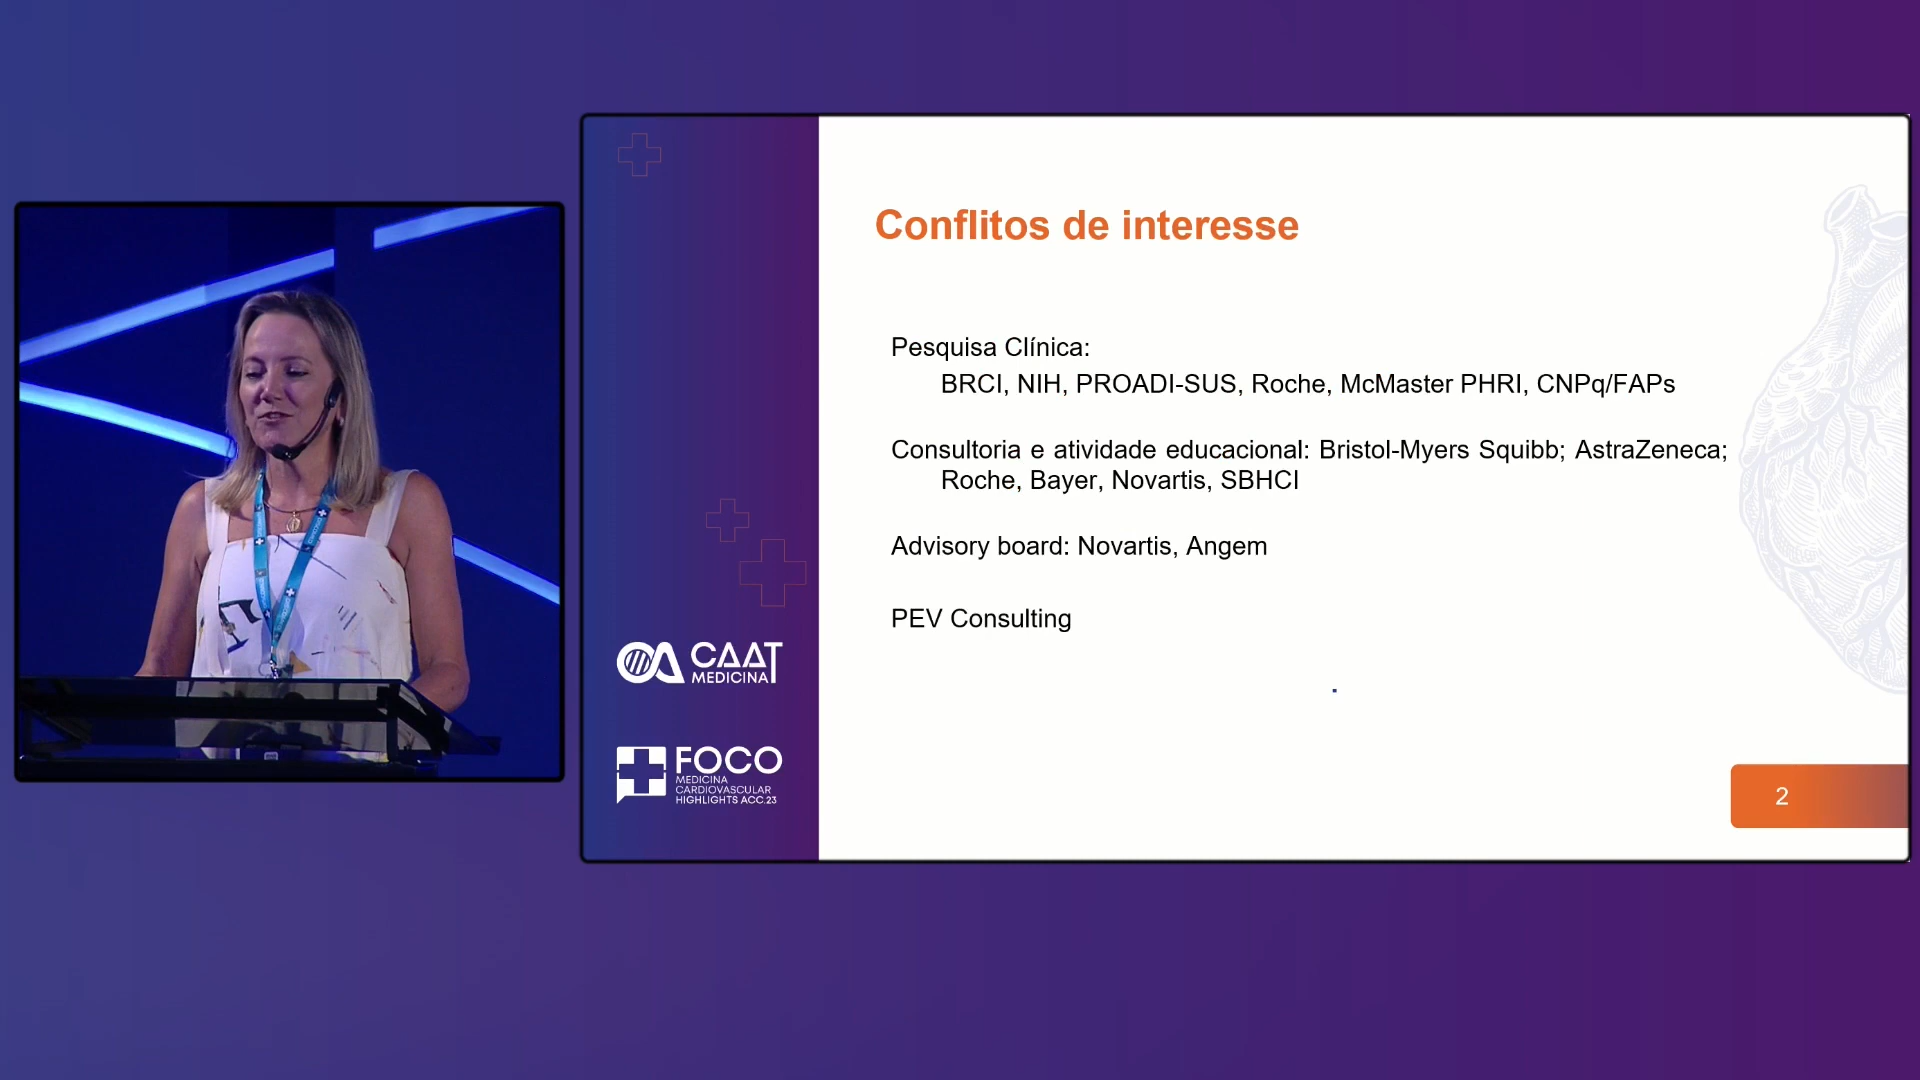 Conflitos de interesse
Pesquisa Clínica:
BRCI, NIH, PROADI-SUS, Roche, McMaster PHRI, CNPq/FAPs
Consultoria e atividade educacional: Bristol-Myers Squibb; AstraZeneca;
Roche, Bayer, Novartis, SBHCI
Advisory board: Novartis, Angem
PEV Consulting
CAAT
MEDICINA
FOCO
MEDICINA
CARDIOVASCULAR
HIGHLIGHTS ACC.23
2